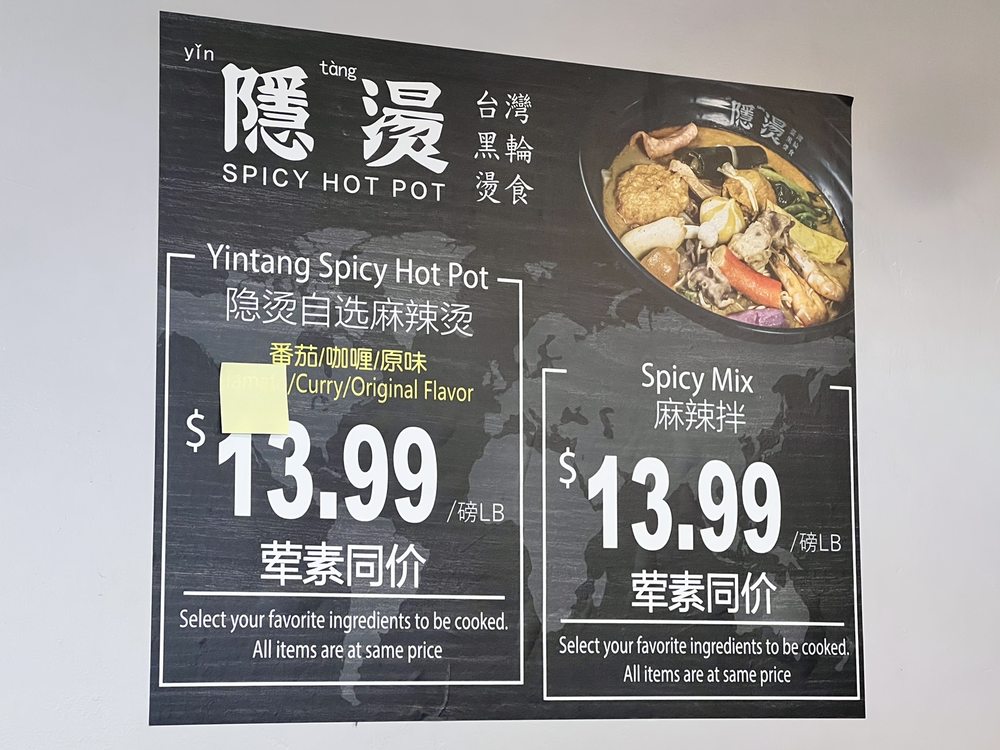 yǐn tàng
隱燙
SPICY HOT POT
台灣
黑輪
燙食
隱燙
Yintang Spicy Hot Pot
隐烫自选麻辣烫
番茄/咖喱/原味
/Curry/Original Flavor
$13.99/磅LB
荤素同价
Select your favorite ingredients to be cooked.
All items are at same price
Spicy Mix
麻辣拌
$13.99/磅LB
荤素同价
Select your favorite ingredients to be cooked.
All items are at same price